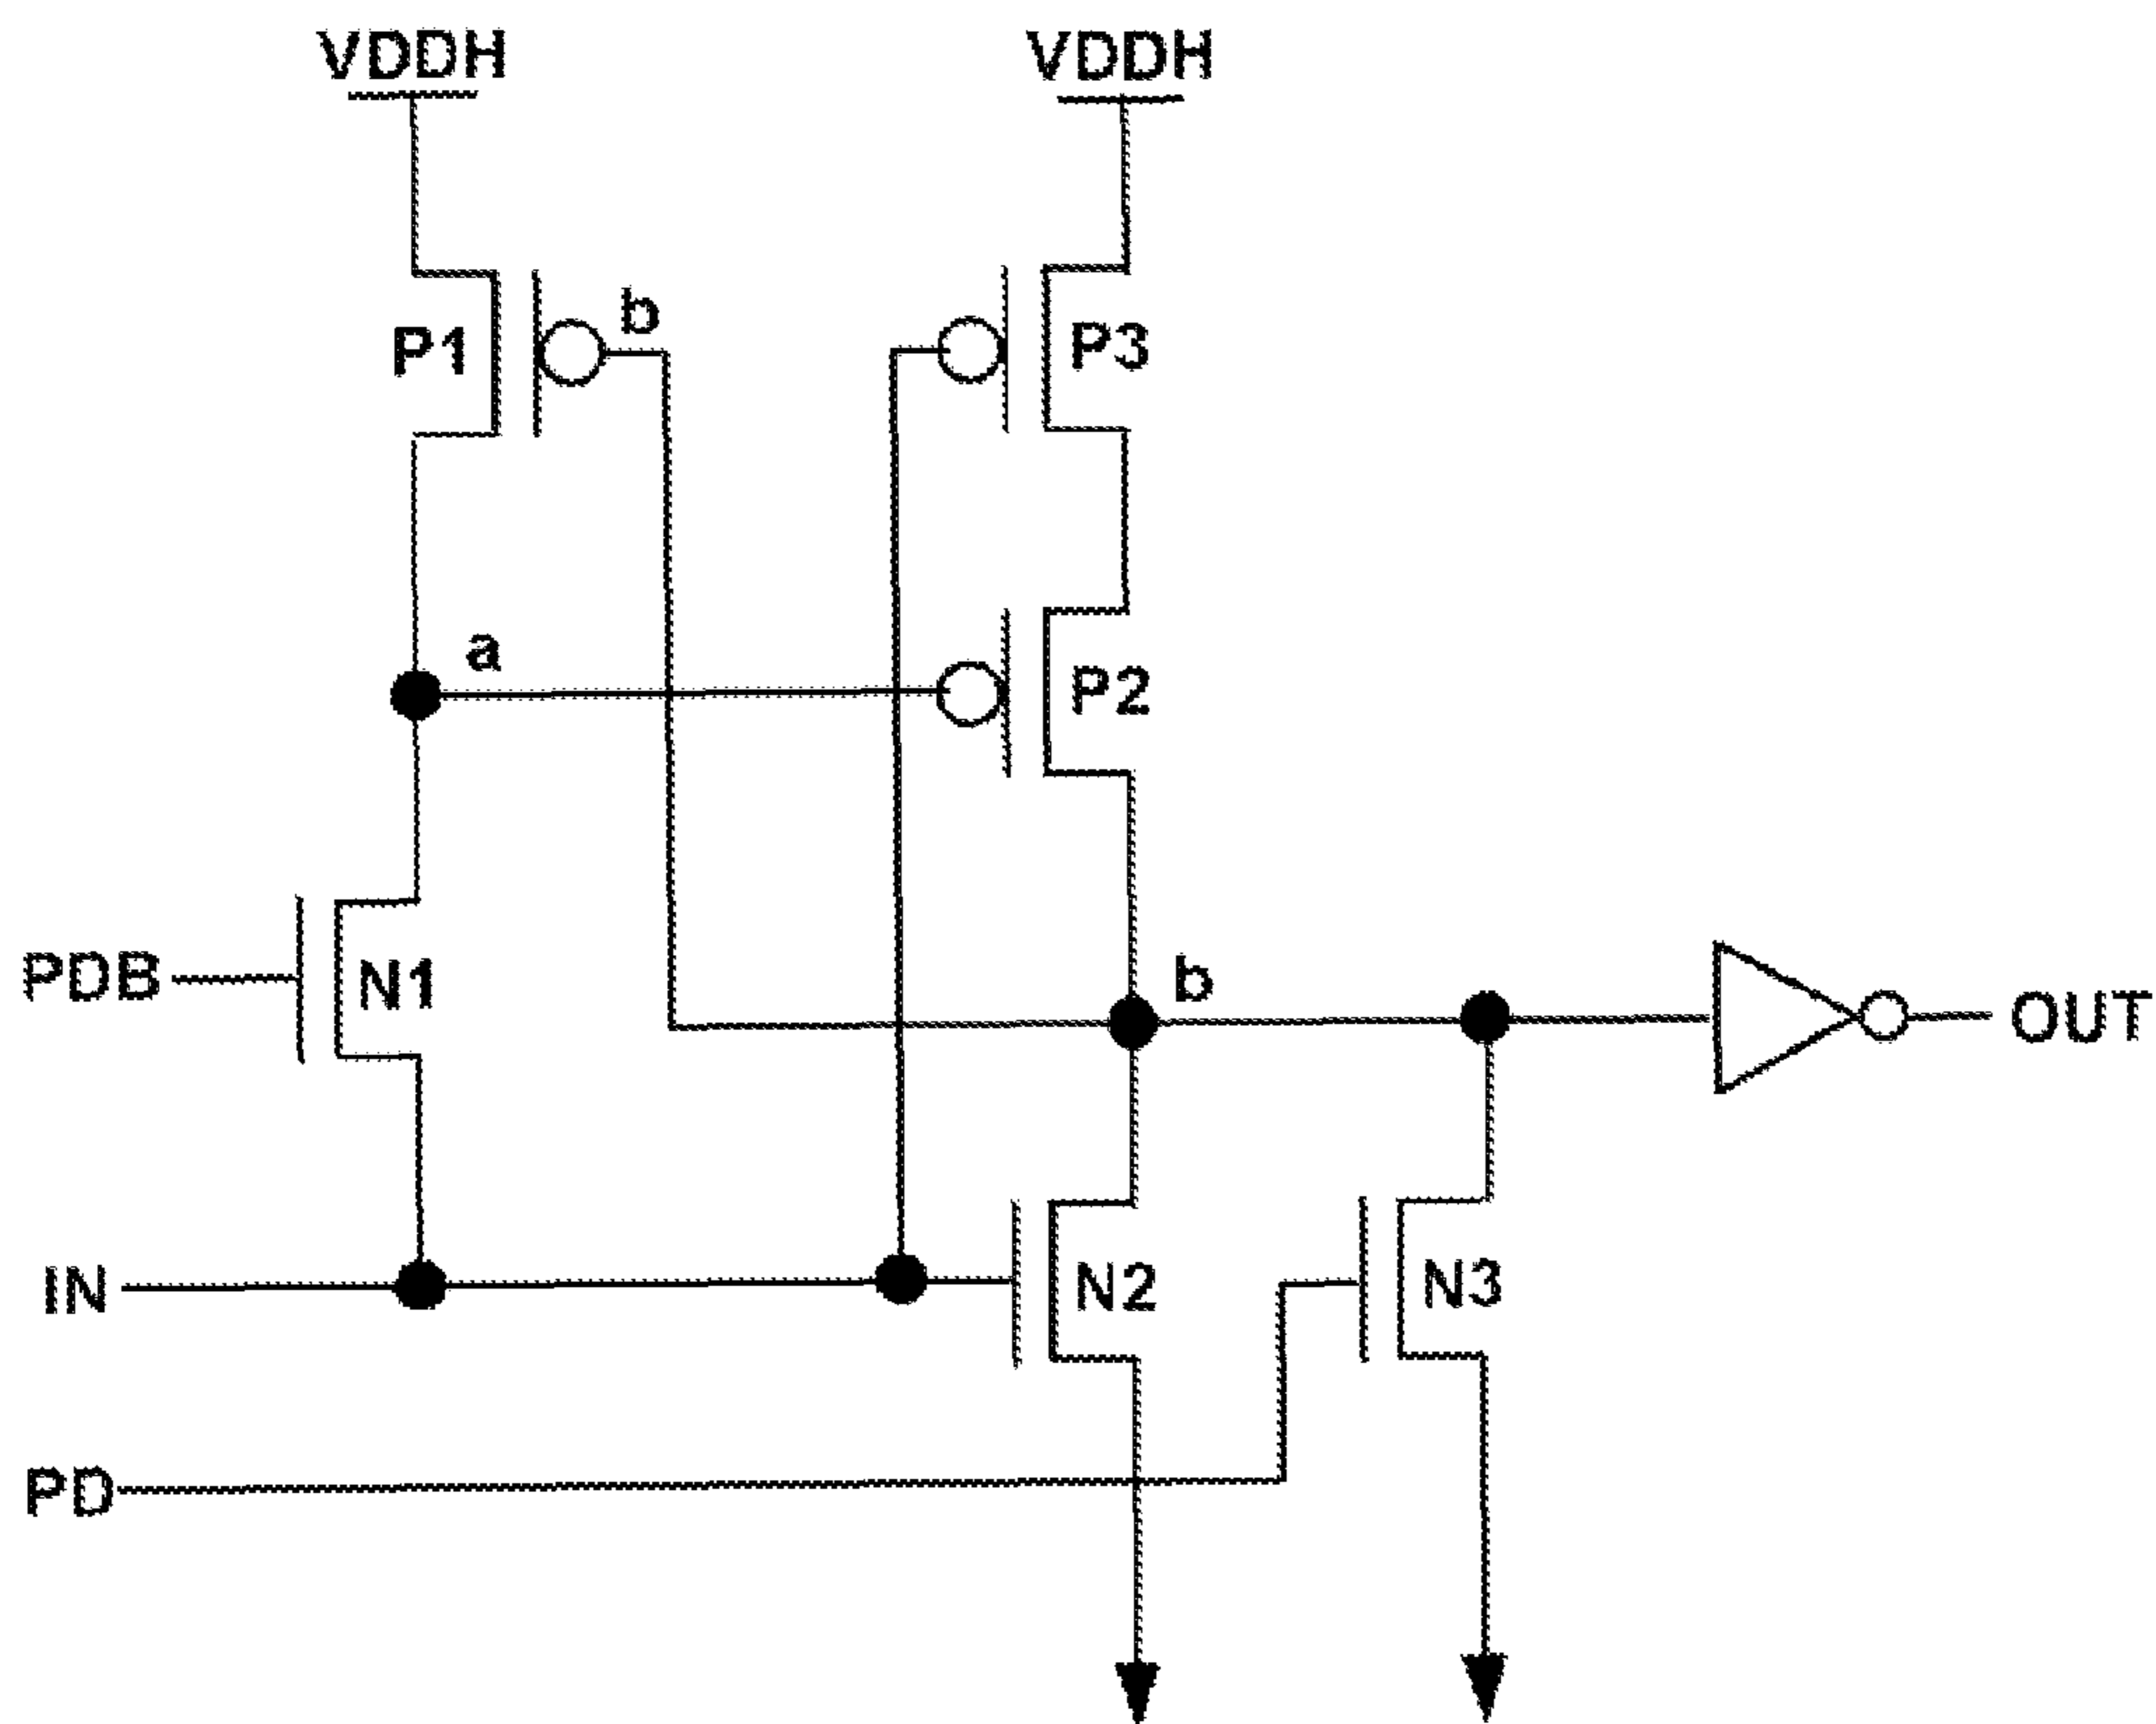 VDDH VDDH
b
P1 P3
a
P2
PDB N1 b OUT
IN N2 N3
PD